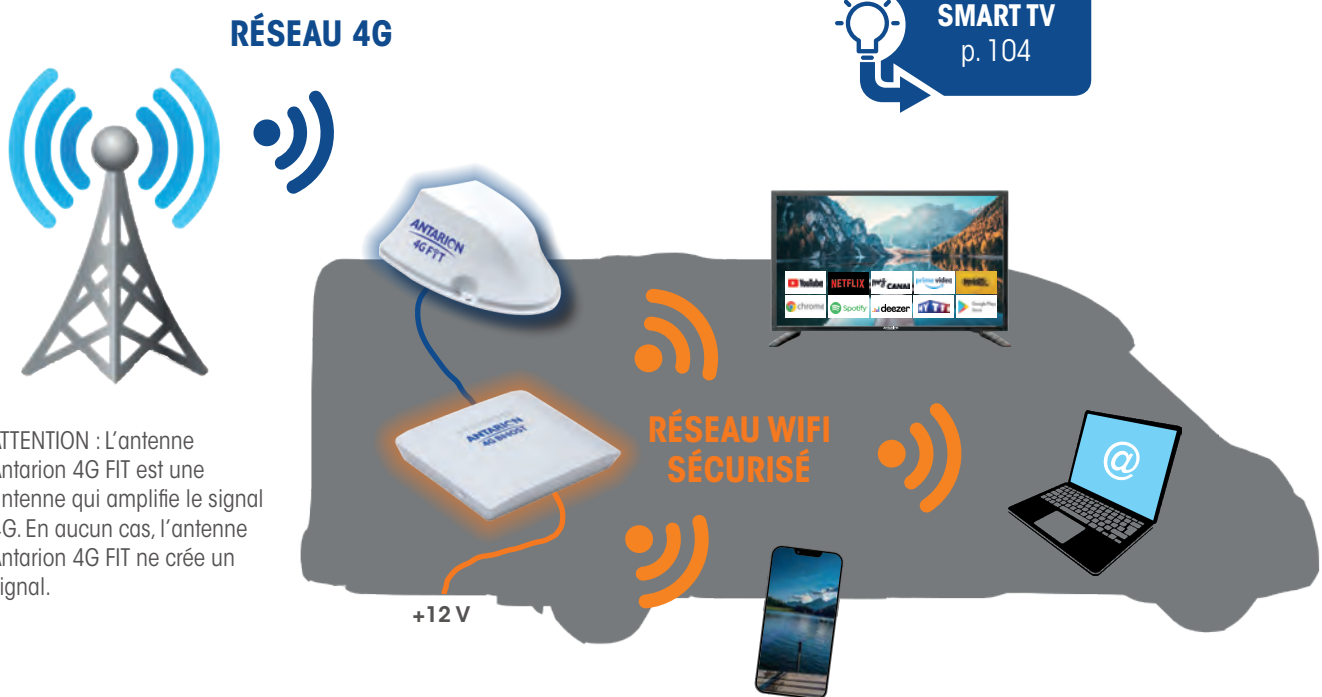 RÉSEAU 4G
SMART TV
p. 104
ANTARION
4G FIT
YouTube
NETFLIX
CANAL
prime video
chrome
Spotify
deezer
Google Play
ANTARION
RÉSEAU WIFI
SÉCURISÉ
@
TTENTION : L'antenne
ntarion 4G FIT est une
ntenne qui amplifie le signal
G. En aucun cas, l'antenne
ntarion 4G FIT ne crée un
ignal.
+12 V